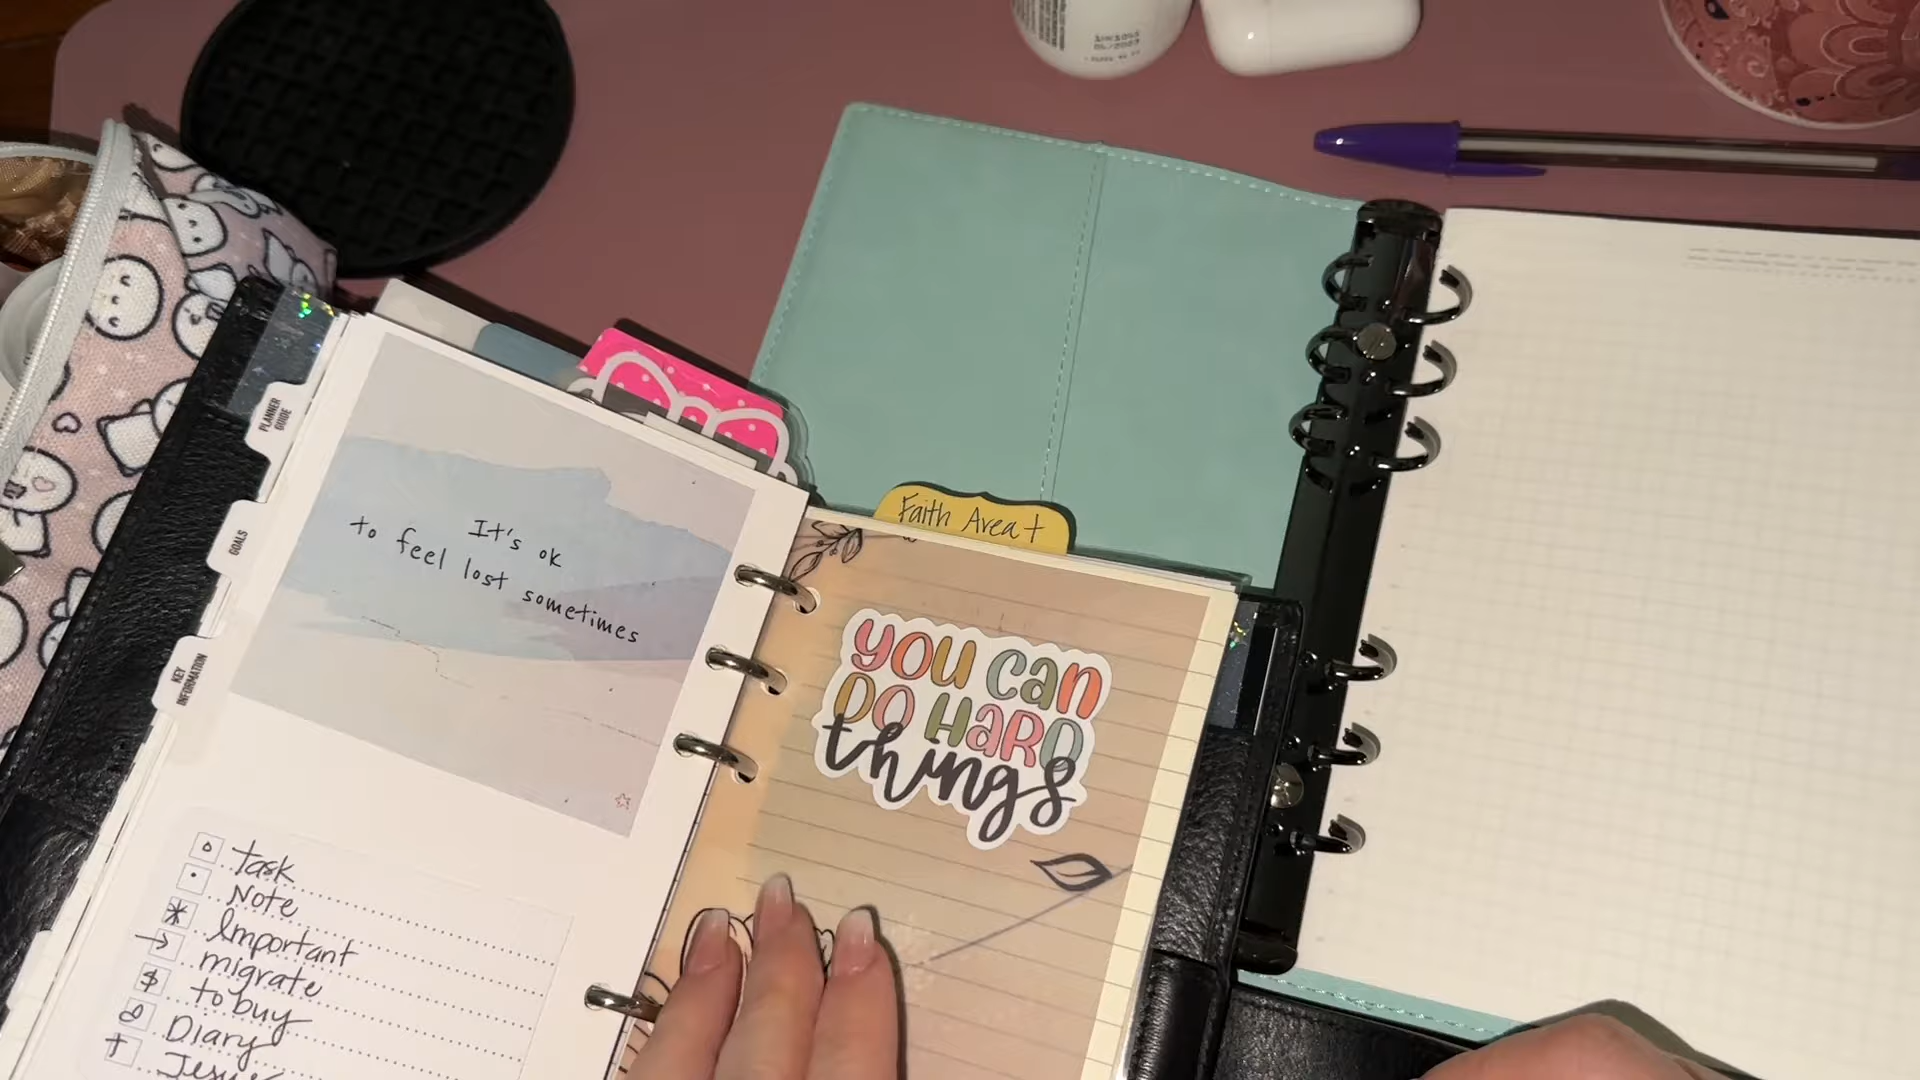 PLANNER
GUIDE
GOALS
KEY
INFORMATION
It's ok
to feel lost sometimes
task
Note
Important
migrate
to buy
Diary
Faith Area
YOU CAN
DO HARD
things